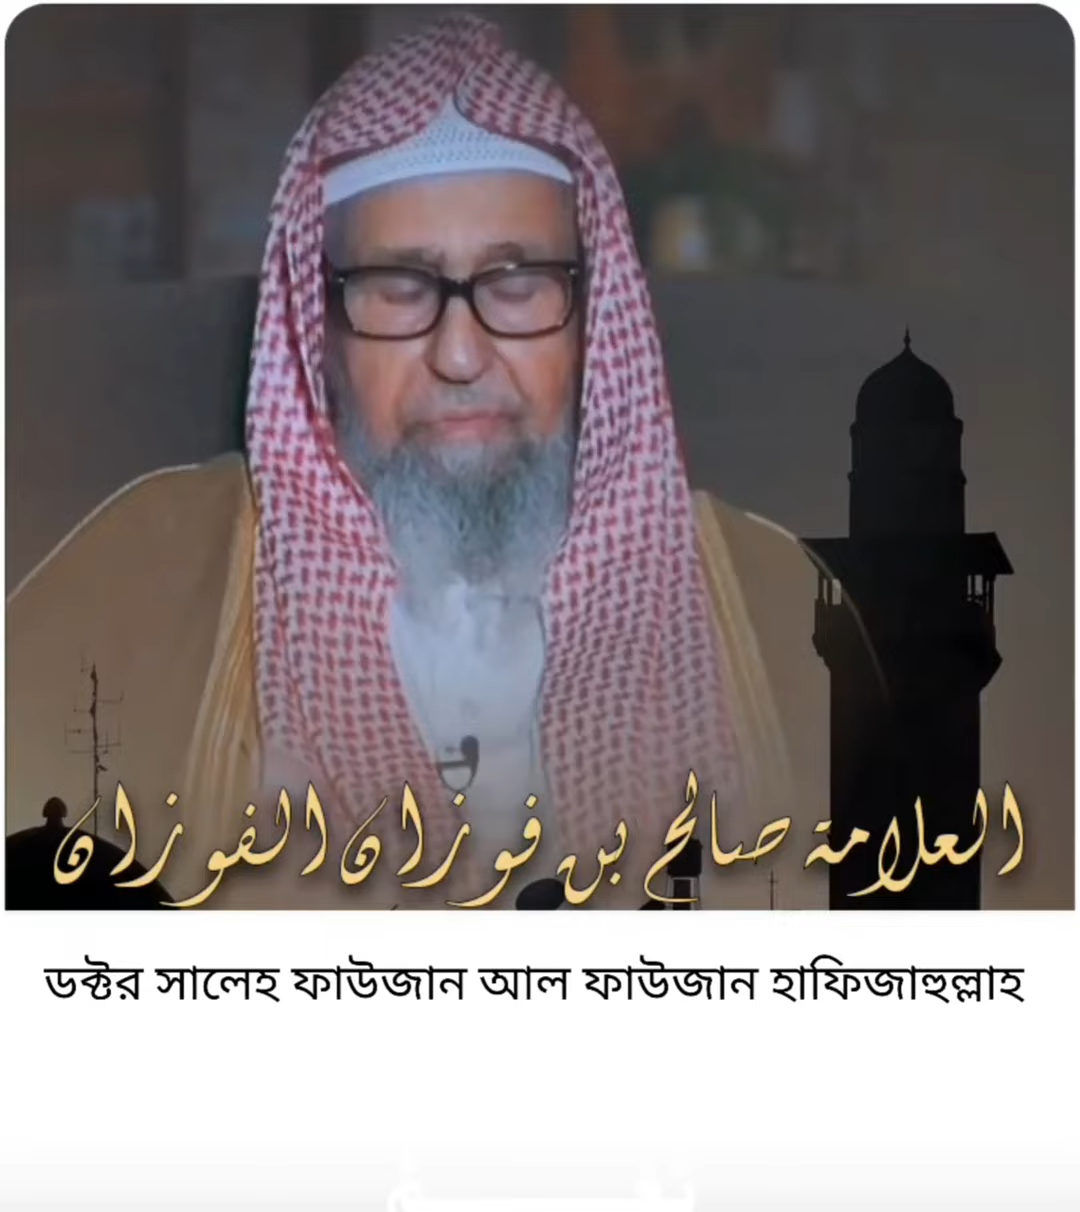 العلامة صالح بن فوزان الفوزان
ডক্টর সালেহ ফাউজান আল ফাউজান হাফিজাহুল্লাহ